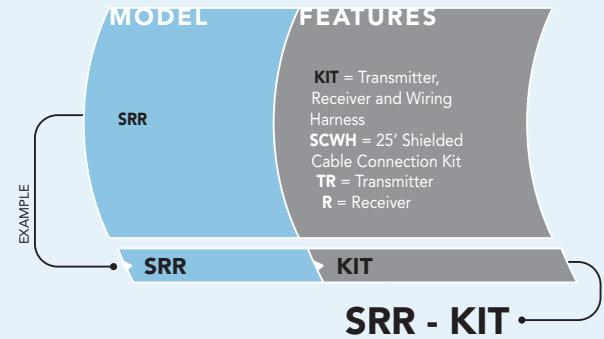 MODEL
FEATURES
SRR
KIT = Transmitter,
Receiver and Wiring
Harness
SCWH = 25' Shielded
Cable Connection Kit
TR = Transmitter
R = Receiver
EXAMPLE
SRR
KIT
SRR - KIT